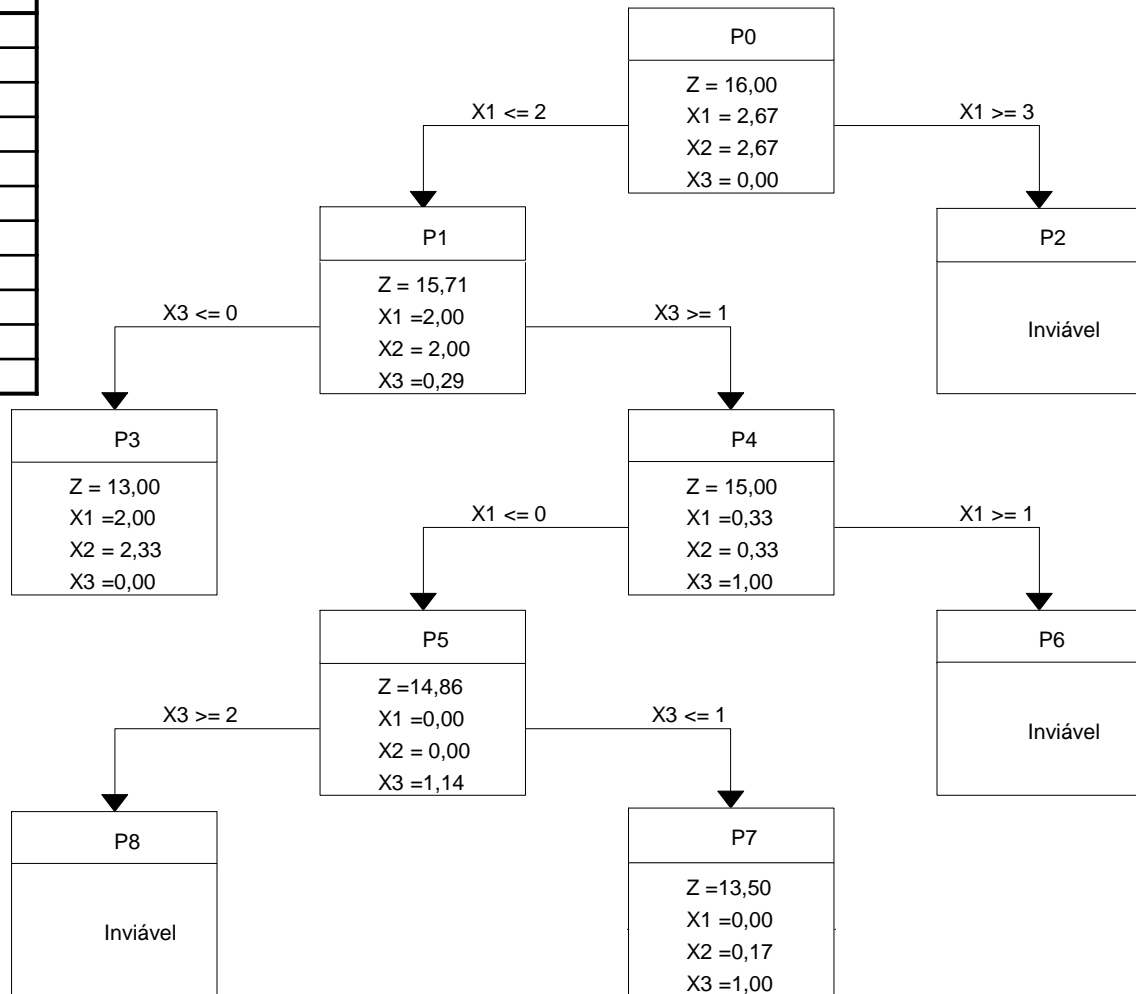 P0
Z = 16,00
X1 = 2,67
X2 = 2,67
X3 = 0,00
X1 <= 2
X1 >= 3
P1
Z = 15,71
X1 =2,00
X2 = 2,00
X3 =0,29
P2
Inviável
X3 <= 0
X3 >= 1
P3
Z = 13,00
X1 =2,00
X2 = 2,33
X3 =0,00
P4
Z = 15,00
X1 =0,33
X2 = 0,33
X3 =1,00
X1 <= 0
X1 >= 1
P5
Z =14,86
X1 =0,00
X2 = 0,00
X3 =1,14
P6
Inviável
X3 >= 2
X3 <= 1
P8
Inviável
P7
Z =13,50
X1 =0,00
X2 =0,17
X3 =1,00